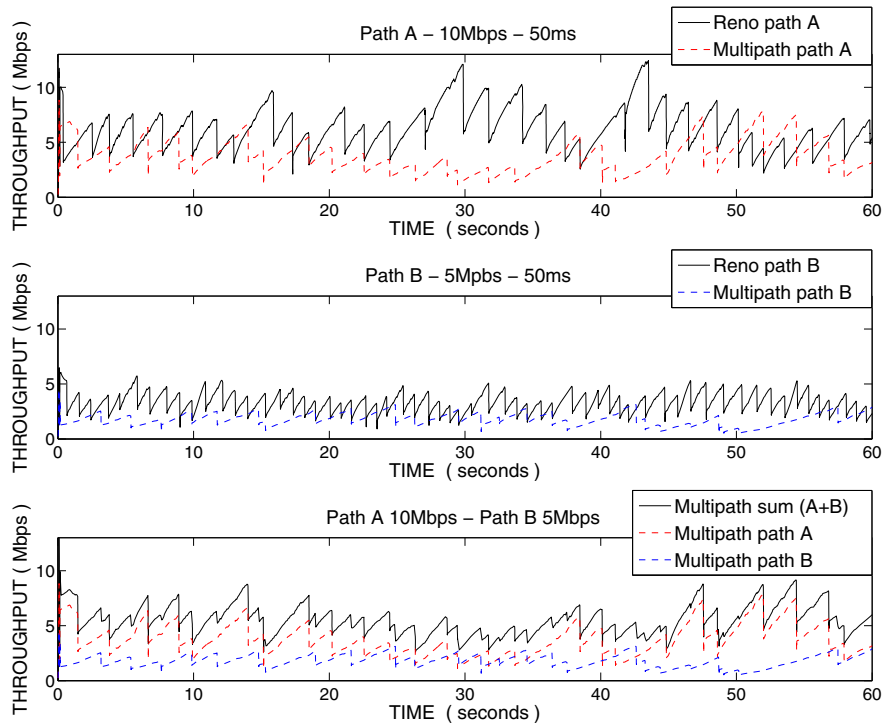 Path A − 10Mbps − 50ms
Reno path A
Multipath path A
THROUGHPUT ( Mbps)
10
5
0
0 10 20 30 40 50 60
TIME ( seconds )
Path B − 5Mpbs − 50ms
Reno path B
Multipath path B
THROUGHPUT ( Mbps)
10
5
0
0 10 20 30 40 50 60
TIME ( seconds )
Path A 10Mbps − Path B 5Mbps
Multipath sum (A+B)
Multipath path A
Multipath path B
THROUGHPUT ( Mbps)
10
5
0
0 10 20 30 40 50 60
TIME ( seconds )